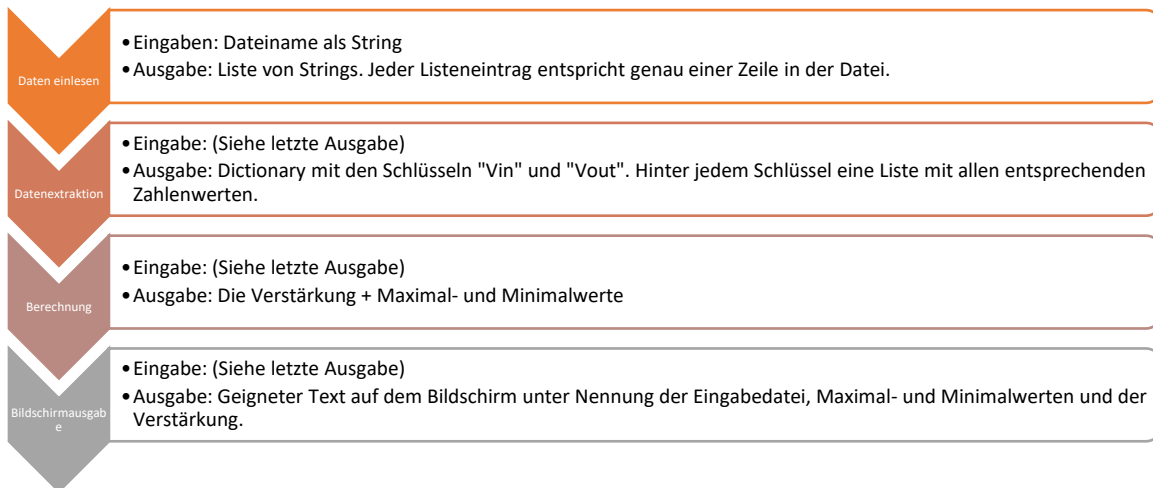 Daten einlesen
• Eingaben: Dateiname als String
• Ausgabe: Liste von Strings. Jeder Listeneintrag entspricht genau einer Zeile in der Datei.
Datenextraktion
• Eingabe: (Siehe letzte Ausgabe)
• Ausgabe: Dictionary mit den Schlüsseln "Vin" und "Vout". Hinter jedem Schlüssel eine Liste mit allen entsprechenden
Zahlenwerten.
Berechnung
• Eingabe: (Siehe letzte Ausgabe)
• Ausgabe: Die Verstärkung + Maximal- und Minimalwerte
Bildschirmausgab
e
• Eingabe: (Siehe letzte Ausgabe)
• Ausgabe: Geigneter Text auf dem Bildschirm unter Nennung der Eingabedatei, Maximal- und Minimalwerten und der
Verstärkung.